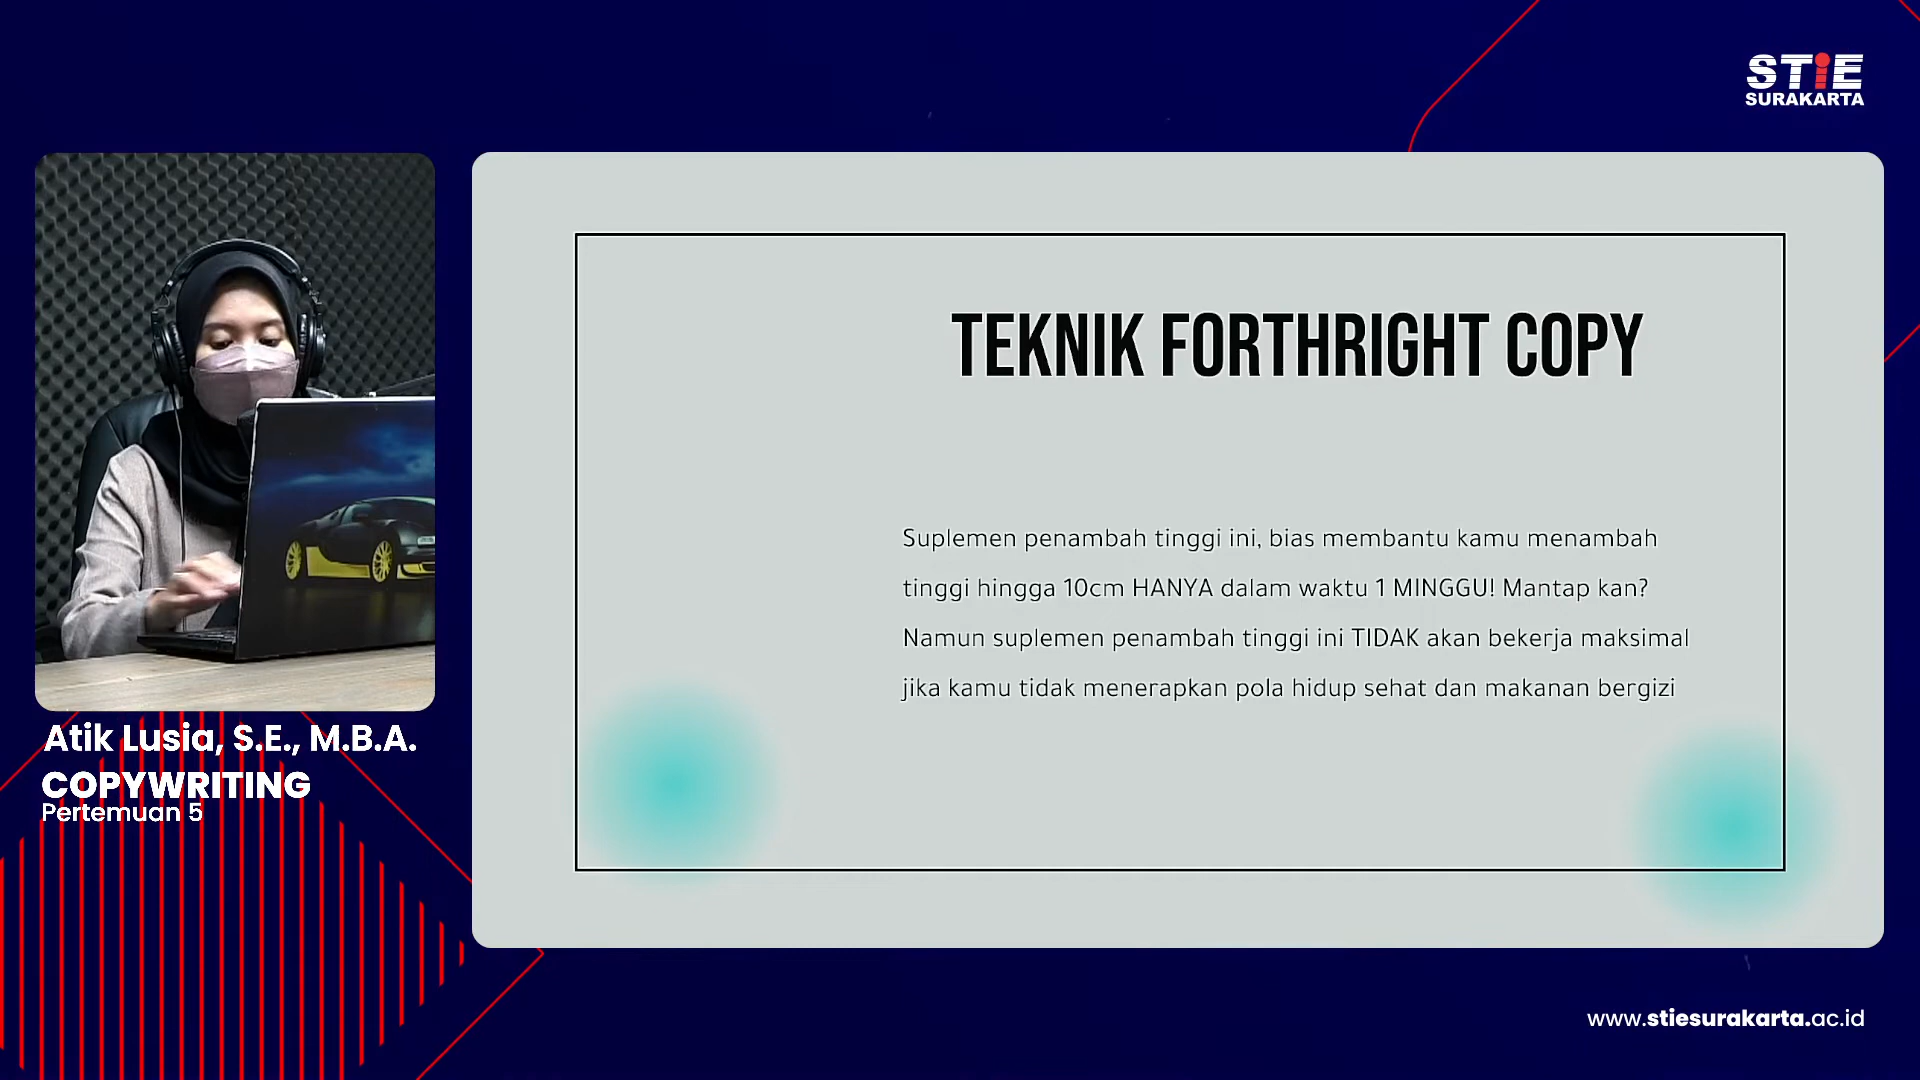 STiE
SURAKARTA
TEKNIK FORTHRIGHT COPY
Suplemen penambah tinggi ini, bias membantu kamu menambah
tinggi hingga 10cm HANYA dalam waktu 1 MINGGU! Mantap kan?
Namun suplemen penambah tinggi ini TIDAK akan bekerja maksimal
jika kamu tidak menerapkan pola hidup sehat dan makanan bergizi
Atik Lusia, S.E., M.B.A.
COPYWRITING
Pertemuan 5
www.stiesurakarta.ac.id